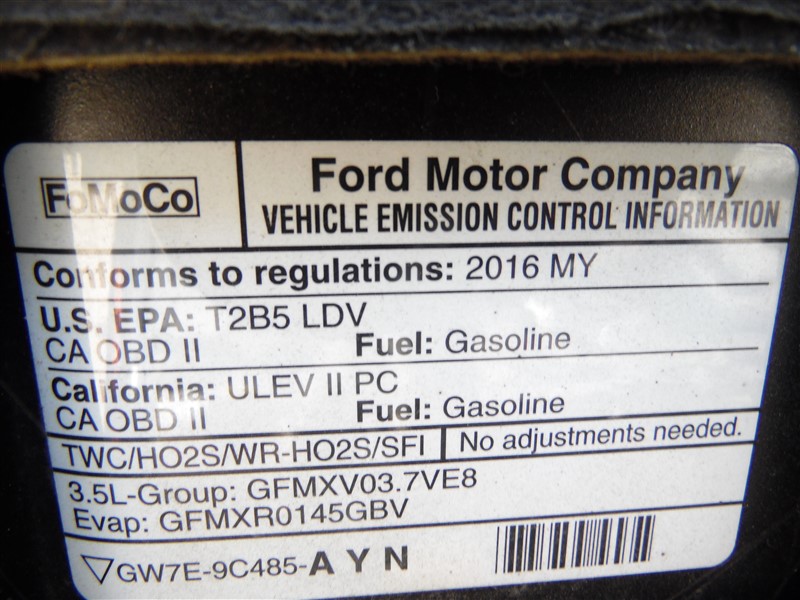 FoMoCo
Ford Motor Company
VEHICLE EMISSION CONTROL INFORMATION
Conforms to regulations: 2016 MY
U.S. EPA: T2B5 LDV
CA OBD II Fuel: Gasoline
California: ULEV II PC
CA OBD II Fuel: Gasoline
TWC/HO2S/WR-HO2S/SFI No adjustments needed.
3.5L-Group: GFMXV03.7VE8
Evap: GFMXR0145GBV
GW7E-9C485-A Y N